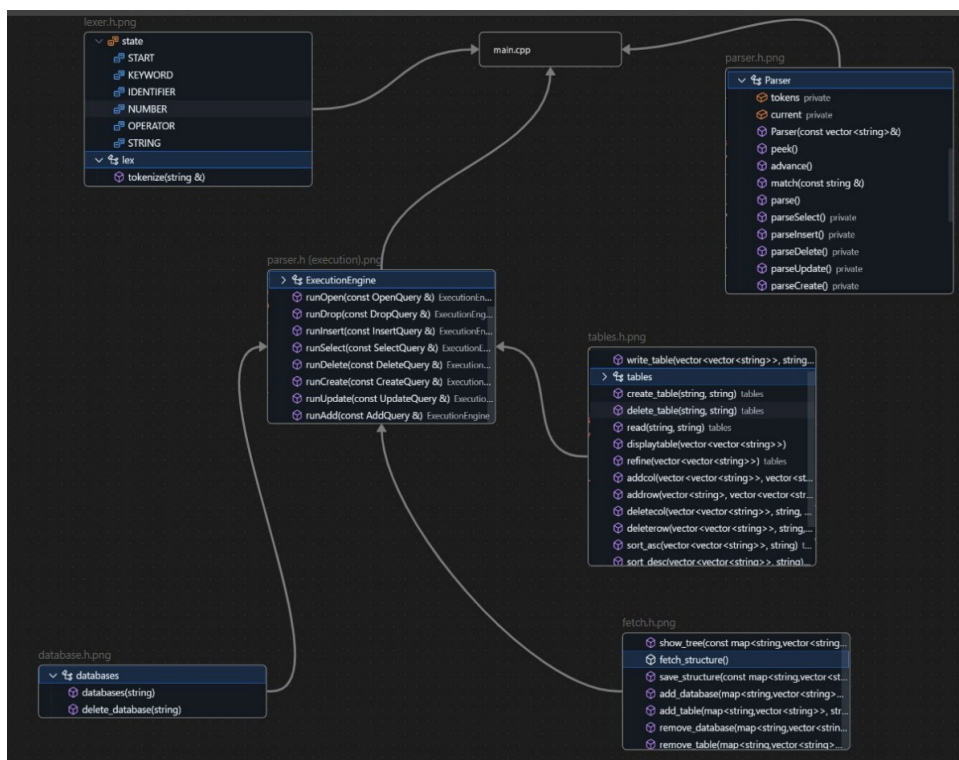 lexer.h.png
state
START
KEYWORD
IDENTIFIER
NUMBER
OPERATOR
STRING
lex
tokenize(string &)
main.cpp
parser.h.png
Parser
tokens private
current private
Parser(const vector<string>&)
peek()
advance()
match(const string &)
parse()
parseSelect() private
parseInsert() private
parseDelete() private
parseUpdate() private
parseCreate() private
parser.h (execution).png
ExecutionEngine
runOpen(const OpenQuery &) ExecutionEn...
runDrop(const DropQuery &) ExecutionEng...
runInsert(const InsertQuery &) ExecutionEn...
runSelect(const SelectQuery &) ExecutionE...
runDelete(const DeleteQuery &) Execution...
runCreate(const CreateQuery &) Execution...
runUpdate(const UpdateQuery &) Executio...
runAdd(const AddQuery &) ExecutionEngine
tables.h.png
write_table(vector<vector<string>>, string...
tables
create_table(string, string) tables
delete_table(string, string) tables
read(string, string) tables
displaytable(vector<vector<string>>)
refine(vector<vector<string>>) tables
addcol(vector<vector<string>>, vector<st...
addrow(vector<string>, vector<vector<str...
deletecol(vector<vector<string>>, string, ...
deleterow(vector<vector<string>>, string,...
sort_asc(vector<vector<string>>, string) t...
sort_desc(vector<vector<string>>, string)...
database.h.png
databases
databases(string)
delete_database(string)
fetch.h.png
show_tree(const map<string,vector<string...
fetch_structure()
save_structure(const map<string,vector<st...
add_database(map<string,vector<string>...
add_table(map<string,vector<string>>, str...
remove_database(map<string,vector<strin...
remove_table(map<string,vector<string>...